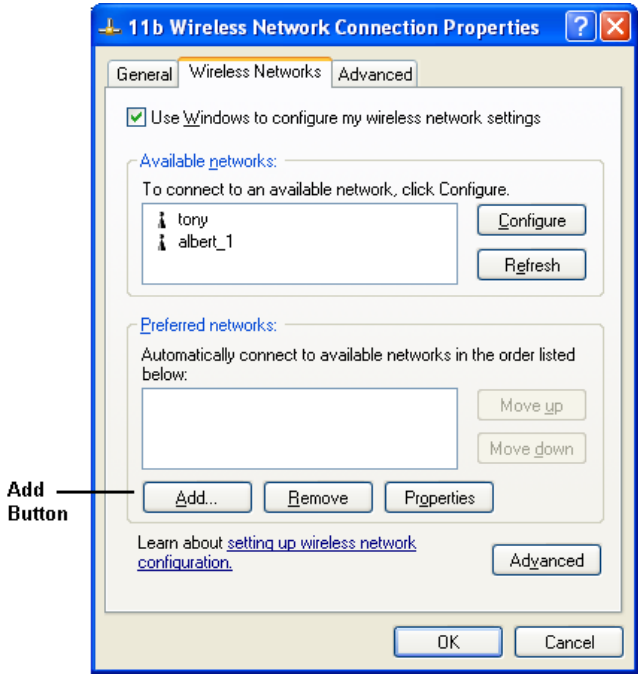 11b Wireless Network Connection Properties
General Wireless Networks Advanced
Use Windows to configure my wireless network settings
Available networks:
To connect to an available network, click Configure.
tony
albert_1
Configure
Refresh
Preferred networks:
Automatically connect to available networks in the order listed
below:
Move up
Move down
Add
Button
Add... Remove Properties
Learn about setting up wireless network
configuration.
Advanced
OK Cancel